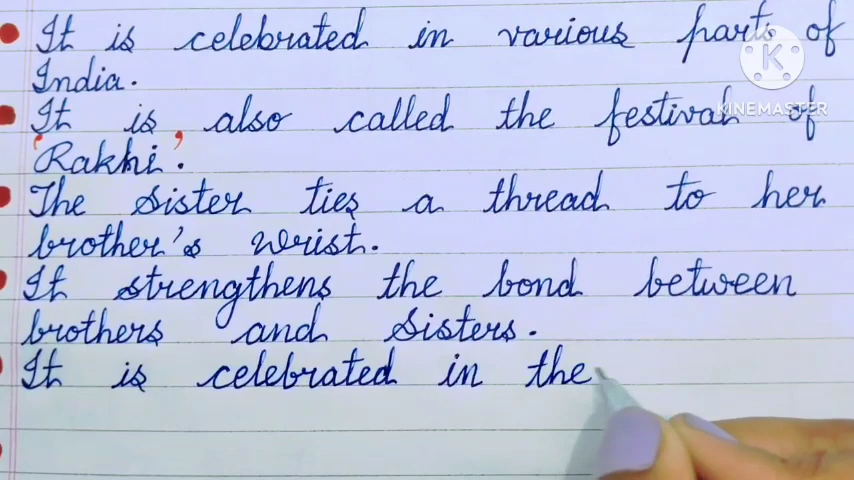 It is celebrated in various parts of
India.
It is also called the festival of
'Rakhi'.
The sister ties a thread to her
brother's wrist.
It strengthens the bond between
brothers and sisters.
It is celebrated in the
K
KINEMASTER